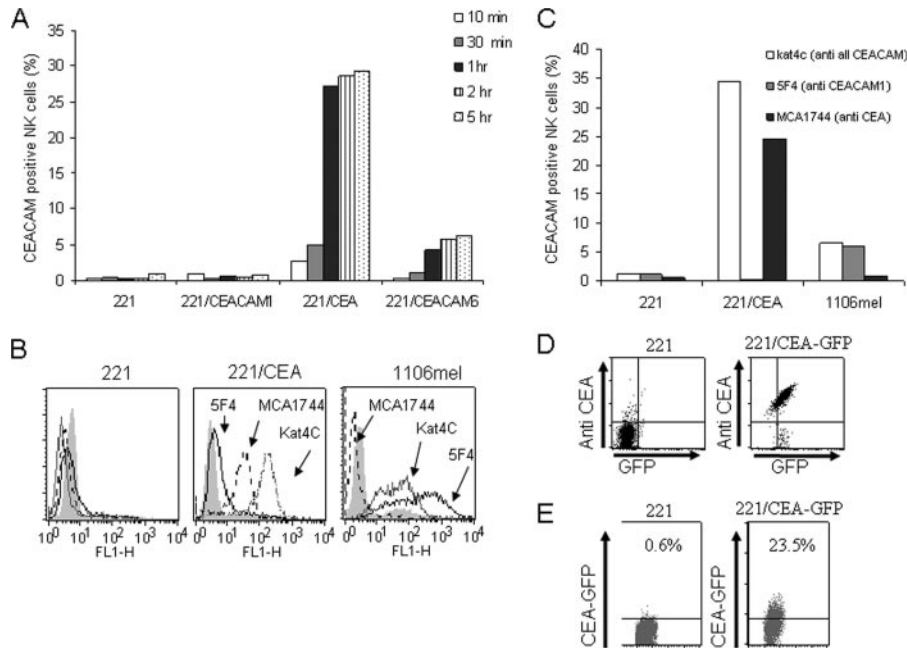 A
10 min
30 min
1hr
2 hr
5 hr
CEACAM positive NK cells (%)
35
30
25
20
15
10
5
0
221
221/CEACAM1
221/CEA
221/CEACAM6
C
kat4c (anti all CEACAM)
5F4 (anti CEACAM1)
MCA1744 (anti CEA)
CEACAM positive NK cells (%)
40
35
30
25
20
15
10
5
0
221
221/CEA
1106mel
B
221
10^0 10^1 10^2 10^3 10^4
FL1-H
221/CEA
5F4
MCA1744
Kat4C
10^0 10^1 10^2 10^3 10^4
FL1-H
1106mel
MCA1744
Kat4C
5F4
10^0 10^1 10^2 10^3 10^4
FL1-H
D
221
Anti CEA
GFP
221/CEA-GFP
Anti CEA
GFP
E
221
0.6%
CEA-GFP
221/CEA-GFP
23.5%
CEA-GFP